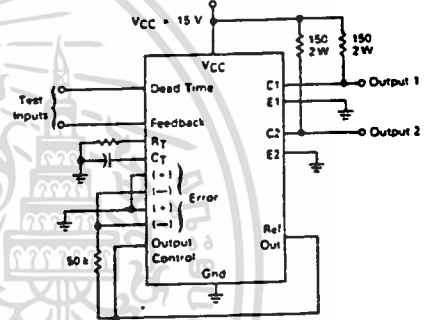 VCC = 15 V
150
2W
150
2W
VCC
Dead Time
C1
Output 1
Test
Inputs
E1
Feedback
C2
Output 2
RT
CT
E2
(+)
(—)
Error
(+)
(—)
Ref
Out
Output
Control
50 k
Gnd